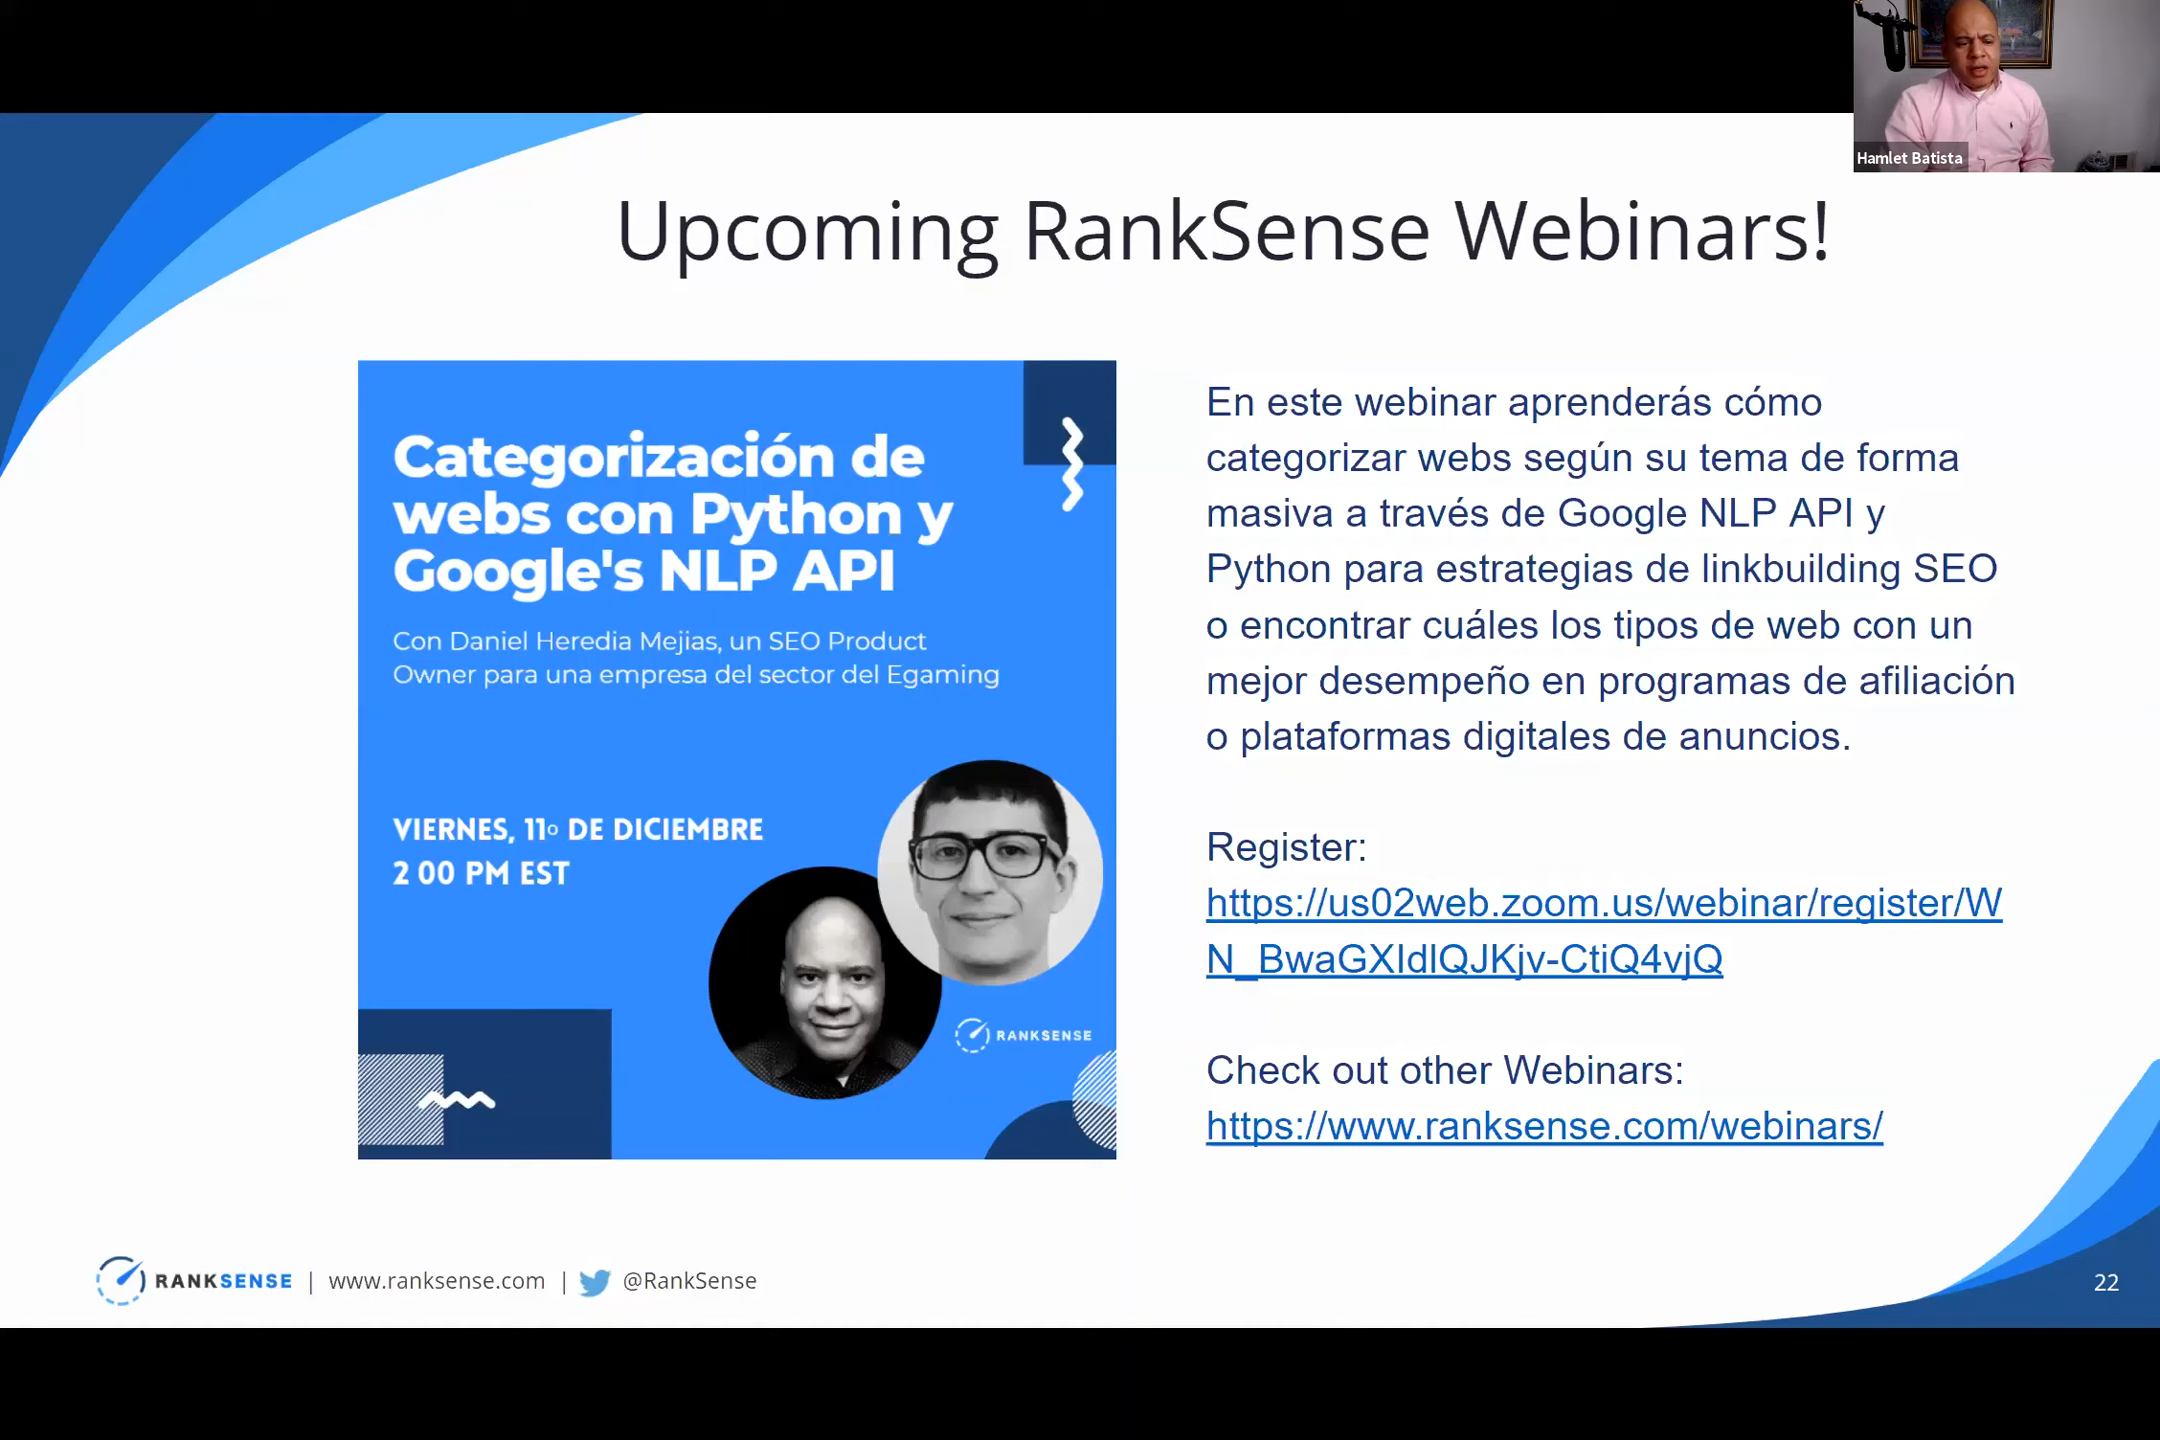 Hamlet Batista
Upcoming RankSense Webinars!
Categorización de
webs con Python y
Google's NLP API
Con Daniel Heredia Mejias, un SEO Product
Owner para una empresa del sector del Egaming
VIERNES, 11º DE DICIEMBRE
2 00 PM EST
RANKSENSE
En este webinar aprenderás cómo
categorizar webs según su tema de forma
masiva a través de Google NLP API y
Python para estrategias de linkbuilding SEO
o encontrar cuáles los tipos de web con un
mejor desempeño en programas de afiliación
o plataformas digitales de anuncios.
Register:
https://us02web.zoom.us/webinar/register/W
N_BwaGXIdlQJKjv-CtiQ4vjQ
Check out other Webinars:
https://www.ranksense.com/webinars/
RANKSENSE | www.ranksense.com | @RankSense
22